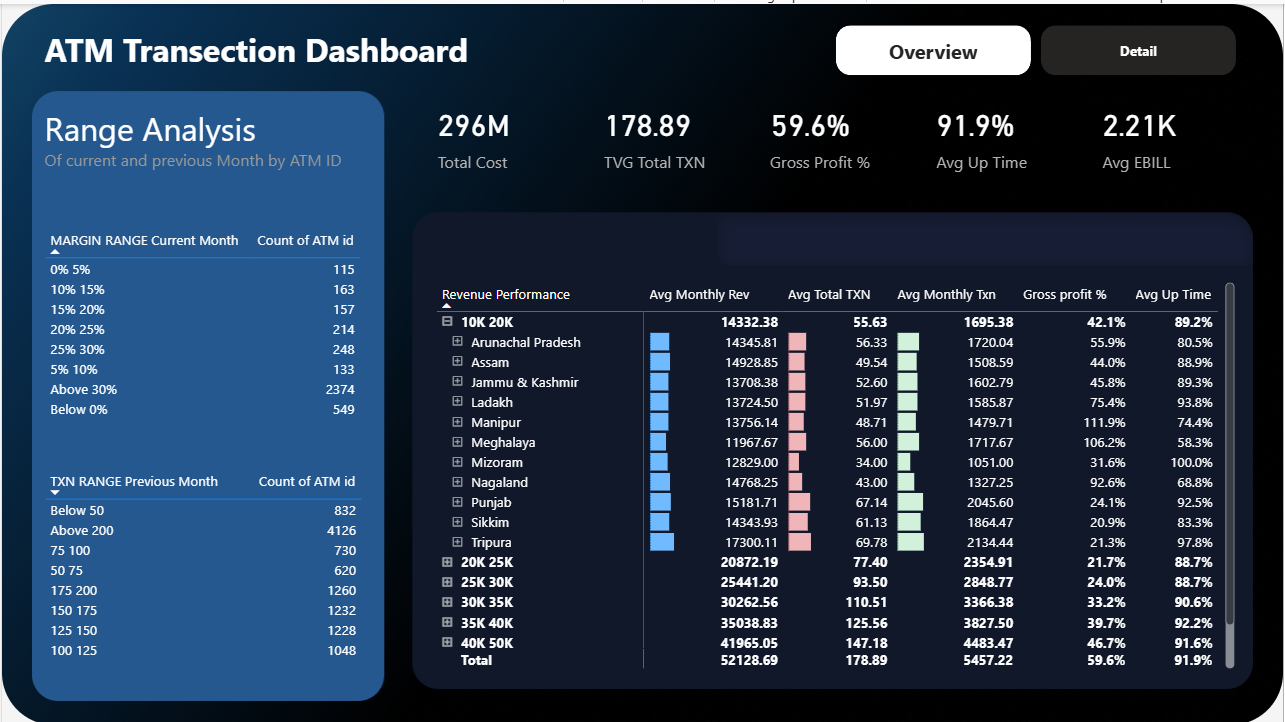 ATM Transection Dashboard
Overview
Detail
Range Analysis
Of current and previous Month by ATM ID
296M
Total Cost
178.89
TVG Total TXN
59.6%
Gross Profit %
91.9%
Avg Up Time
2.21K
Avg EBILL
MARGIN RANGE Current Month Count of ATM id
0% 5% 115
10% 15% 163
15% 20% 157
20% 25% 214
25% 30% 248
5% 10% 133
Above 30% 2374
Below 0% 549
TXN RANGE Previous Month Count of ATM id
Below 50 832
Above 200 4126
75 100 730
50 75 620
175 200 1260
150 175 1232
125 150 1228
100 125 1048
Revenue Performance Avg Monthly Rev Avg Total TXN Avg Monthly Txn Gross profit % Avg Up Time
10K 20K 14332.38 55.63 1695.38 42.1% 89.2%
Arunachal Pradesh 14345.81 56.33 1720.04 55.9% 80.5%
Assam 14928.85 49.54 1508.59 44.0% 88.9%
Jammu & Kashmir 13708.38 52.60 1602.79 45.8% 89.3%
Ladakh 13724.50 51.97 1585.87 75.4% 93.8%
Manipur 13756.14 48.71 1479.71 111.9% 74.4%
Meghalaya 11967.67 56.00 1717.67 106.2% 58.3%
Mizoram 12829.00 34.00 1051.00 31.6% 100.0%
Nagaland 14768.25 43.00 1327.25 92.6% 68.8%
Punjab 15181.71 67.14 2045.60 24.1% 92.5%
Sikkim 14343.93 61.13 1864.47 20.9% 83.3%
Tripura 17300.11 69.78 2134.44 21.3% 97.8%
20K 25K 20872.19 77.40 2354.91 21.7% 88.7%
25K 30K 25441.20 93.50 2848.77 24.0% 88.7%
30K 35K 30262.56 110.51 3366.38 33.2% 90.6%
35K 40K 35038.83 125.56 3827.50 39.7% 92.2%
40K 50K 41965.05 147.18 4483.47 46.7% 91.6%
Total 52128.69 178.89 5457.22 59.6% 91.9%